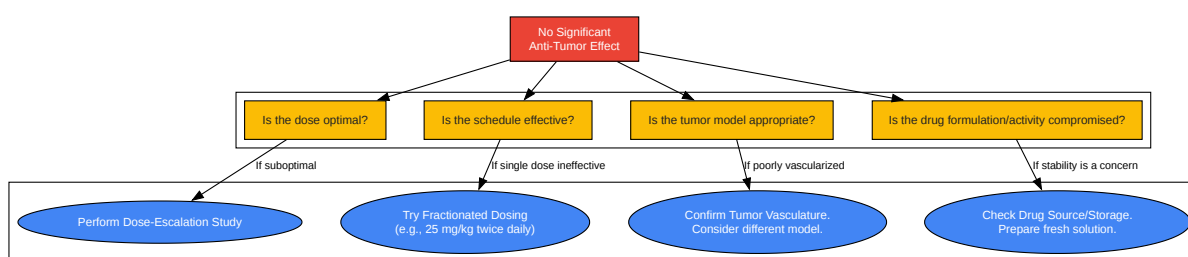 No Significant
Anti-Tumor Effect
Is the dose optimal?
Is the schedule effective?
Is the tumor model appropriate?
Is the drug formulation/activity compromised?
If suboptimal
If single dose ineffective
If poorly vascularized
If stability is a concern
Perform Dose-Escalation Study
Try Fractionated Dosing
(e.g., 25 mg/kg twice daily)
Confirm Tumor Vasculature.
Consider different model.
Check Drug Source/Storage.
Prepare fresh solution.